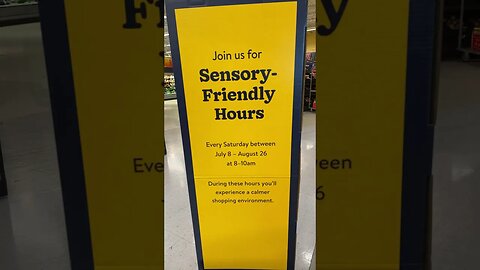 Join us for
Sensory-
Friendly
Hours
Every Saturday between
July 8 – August 26
at 8-10am
During these hours you'll
experience a calmer
shopping environment.